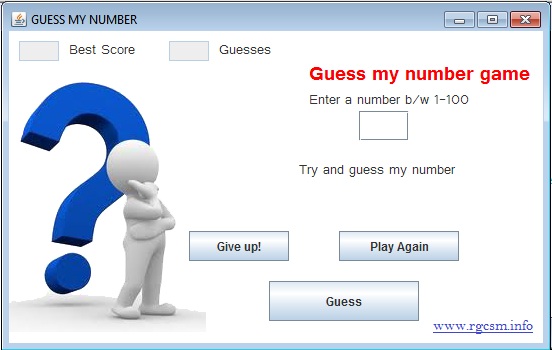 GUESS MY NUMBER
Best Score Guesses
Guess my number game
Enter a number b/w 1-100
Try and guess my number
Give up! Play Again
Guess
www.rgcsm.info